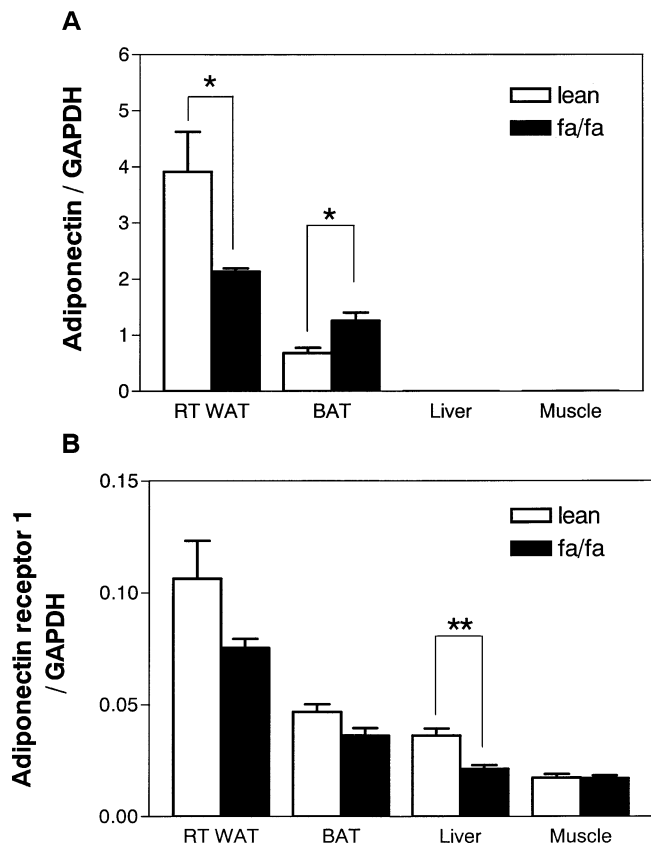 A
Adiponectin / GAPDH
6
5
4
3
2
1
0
*
*
lean
fa/fa
RT WAT
BAT
Liver
Muscle
B
Adiponectin receptor 1
/ GAPDH
0.15
0.10
0.05
0.00
**
lean
fa/fa
RT WAT
BAT
Liver
Muscle